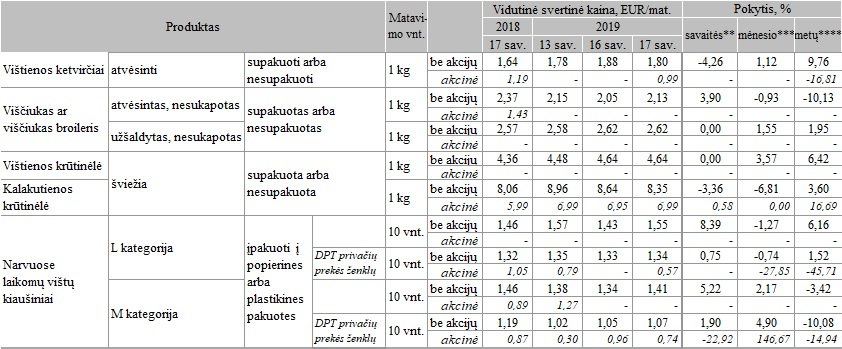 Produktas Matavi- Vidutinė svertinė kaina, EUR/mat. Pokytis, %
mo vnt. 2018 2019 savaitės** mėnesio*** metų****
17 sav. 13 sav. 16 sav. 17 sav.
Vištienos ketvirčiai atvėsinti supakuoti arba nesupakuoti 1 kg be akcijų 1,64 1,78 1,88 1,80 -4,26 1,12 9,76
akcinė 1,19 - - 0,99 - - -16,81
Viščiukas ar viščiukas broileris atvėsintas, nesukapotas supakuotas arba nesupakuotas 1 kg be akcijų 2,37 2,15 2,05 2,13 3,90 -0,93 -10,13
akcinė 1,43 - - - - - -
užšaldytas, nesukapotas 1 kg be akcijų 2,57 2,58 2,62 2,62 0,00 1,55 1,95
akcinė - - - - - - -
Vištienos krūtinėlė šviežia supakuota arba nesupakuota 1 kg be akcijų 4,36 4,48 4,64 4,64 0,00 3,57 6,42
akcinė - - - - - - -
Kalakutienos krūtinėlė 1 kg be akcijų 8,06 8,96 8,64 8,35 -3,36 -6,81 3,60
akcinė 5,99 6,99 6,95 6,99 0,58 0,00 16,69
Narvuose laikomų vištų kiaušiniai L kategorija įpakuoti į popierines arba plastikines pakuotes 10 vnt. be akcijų 1,46 1,57 1,43 1,55 8,39 -1,27 6,16
akcinė - - - - - - -
DPT privačių prekės ženklų 10 vnt. be akcijų 1,32 1,35 1,33 1,34 0,75 -0,74 1,52
akcinė 1,05 0,79 - 0,57 - -27,85 -45,71
M kategorija 10 vnt. be akcijų 1,46 1,38 1,34 1,41 5,22 2,17 -3,42
akcinė 0,89 1,27 - - - - -
DPT privačių prekės ženklų 10 vnt. be akcijų 1,19 1,02 1,05 1,07 1,90 4,90 -10,08
akcinė 0,87 0,30 0,96 0,74 -22,92 146,67 -14,94